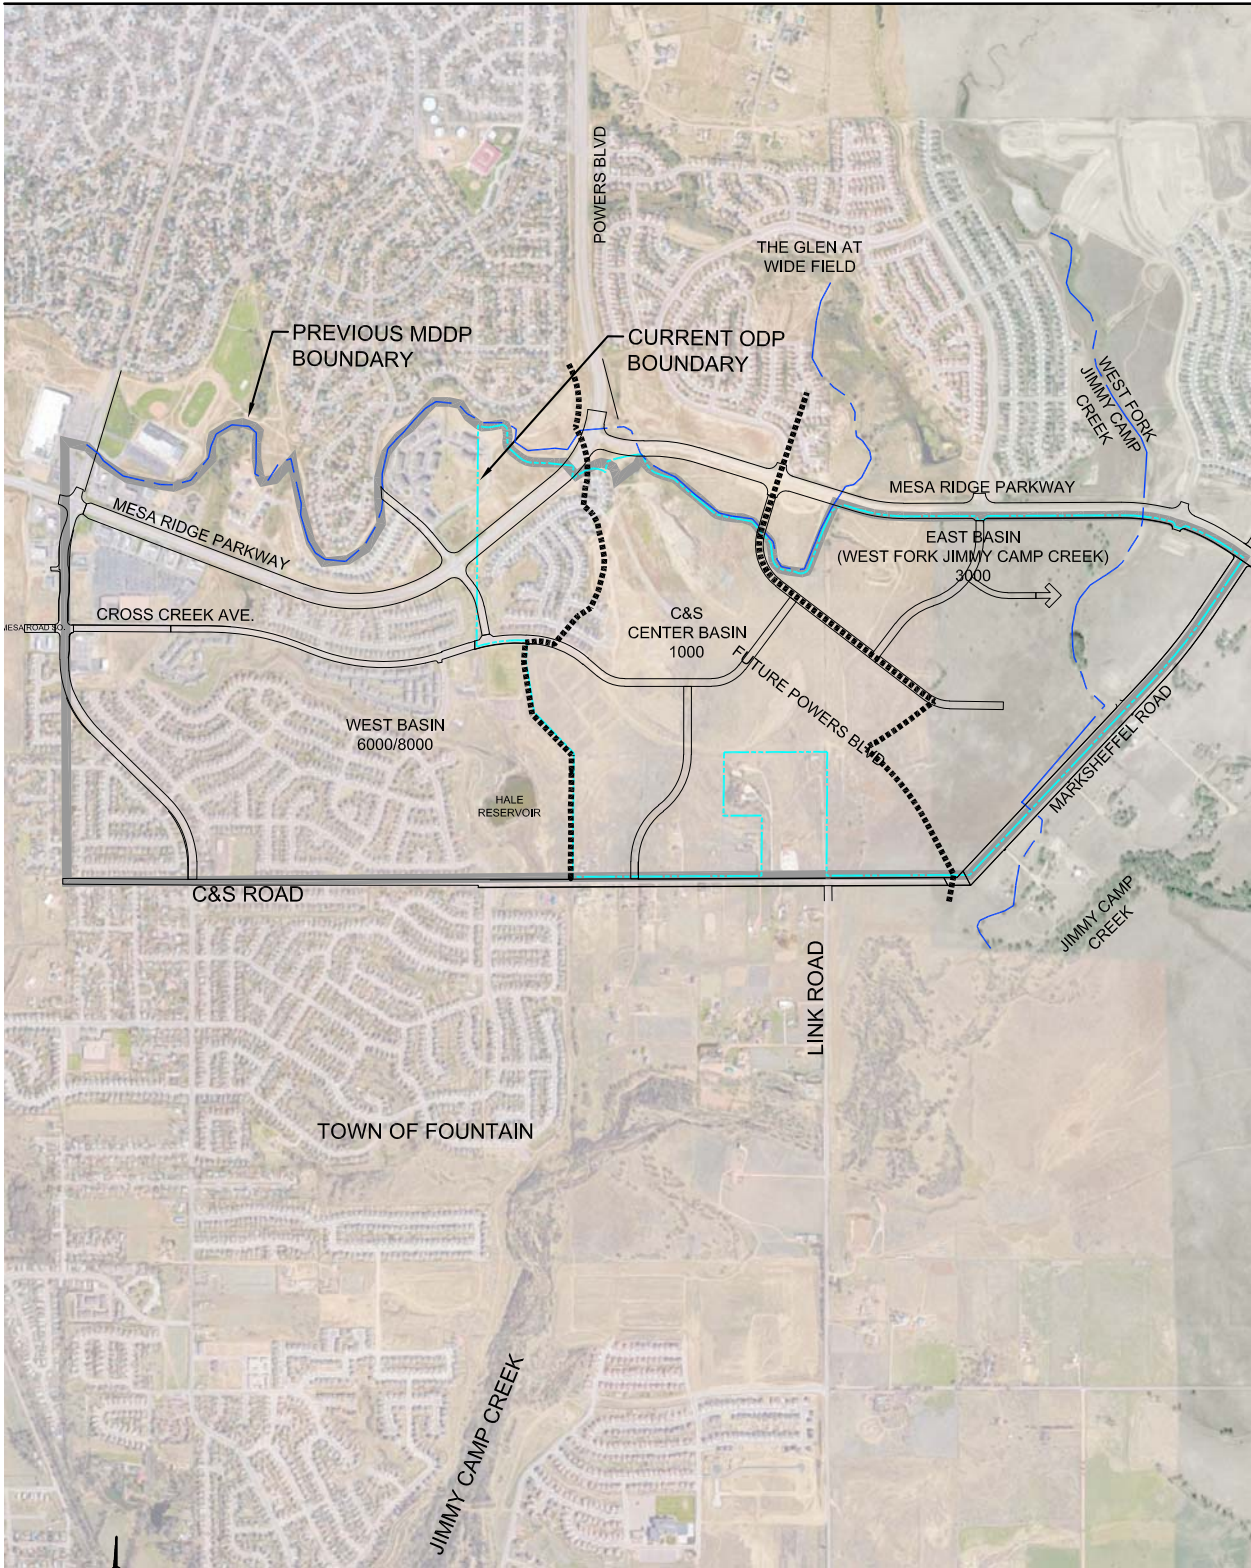 POWERS BLVD
THE GLEN AT
WIDE FIELD
PREVIOUS MDDP
BOUNDARY
CURRENT ODP
BOUNDARY
WEST FORK
JIMMY CAMP
CREEK
MESA RIDGE PARKWAY
MESA RIDGE PARKWAY
EAST BASIN
(WEST FORK JIMMY CAMP CREEK)
3000
CROSS CREEK AVE.
MESA ROAD SO.
C&S
CENTER BASIN
1000
FUTURE POWERS BLVD
WEST BASIN
6000/8000
HALE
RESERVOIR
MARKSHEFFEL ROAD
C&S ROAD
JIMMY CAMP
CREEK
LINK ROAD
TOWN OF FOUNTAIN
JIMMY CAMP CREEK